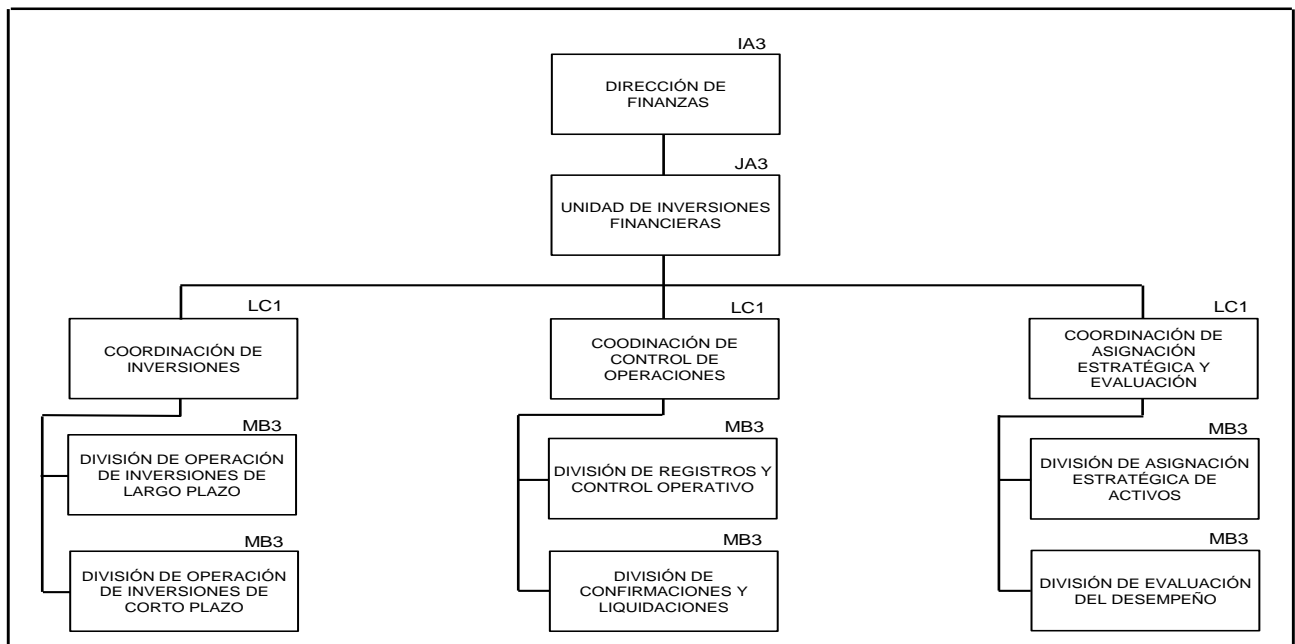 IA3
DIRECCIÓN DE
FINANZAS
JA3
UNIDAD DE INVERSIONES
FINANCIERAS
LC1
COORDINACIÓN DE
INVERSIONES
LC1
COODINACIÓN DE
CONTROL DE
OPERACIONES
LC1
COORDINACIÓN DE
ASIGNACIÓN
ESTRATÉGICA Y
EVALUACIÓN
MB3
DIVISIÓN DE OPERACIÓN
DE INVERSIONES DE
LARGO PLAZO
MB3
DIVISIÓN DE REGISTROS Y
CONTROL OPERATIVO
MB3
DIVISIÓN DE ASIGNACIÓN
ESTRATÉGICA DE
ACTIVOS
MB3
DIVISIÓN DE OPERACIÓN
DE INVERSIONES DE
CORTO PLAZO
MB3
DIVISIÓN DE
CONFIRMACIONES Y
LIQUIDACIONES
MB3
DIVISIÓN DE EVALUACIÓN
DEL DESEMPEÑO